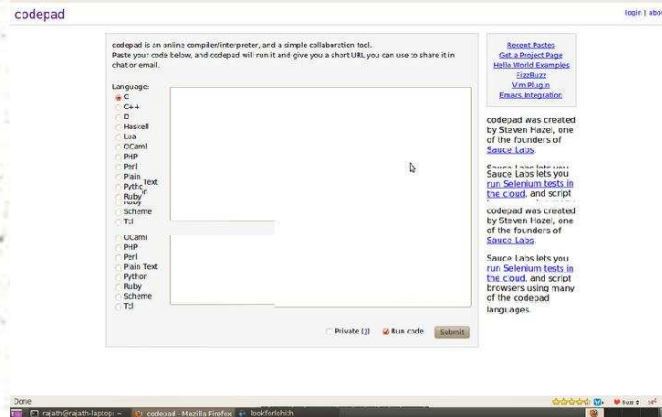 codepad
login | abou
codepad is an online compiler/interpreter, and a simple collaboration tool.
Paste your code below, and codepad will run it and give you a short URL you can use to share it in
chat or email.
Language:
C
C++
D
Haskell
Lua
OCaml
PHP
Perl
Plain Text
Ruby
Scheme
Tcl
OCaml
PHP
Perl
Plain Text
Python
Ruby
Scheme
Tcl
Private [?]
Run code
Submit
Recent Pastes
Get a Project Page
Hello World Examples
FizzBuzz
Vim Plugin
Emacs Integration
codepad was created
by Steven Hazel, one
of the founders of
Sauce Labs.
Sauce Labs lets you
Sauce Labs lets you
run Selenium tests in
the cloud, and script
codepad was created
by Steven Hazel, one
of the founders of
Sauce Labs.
Sauce Labs lets you
run Selenium tests in
the cloud, and script
browsers using many
of the codepad
languages.
Done
rajath@rajath-laptop: ~
codepad - Mozilla Firefox